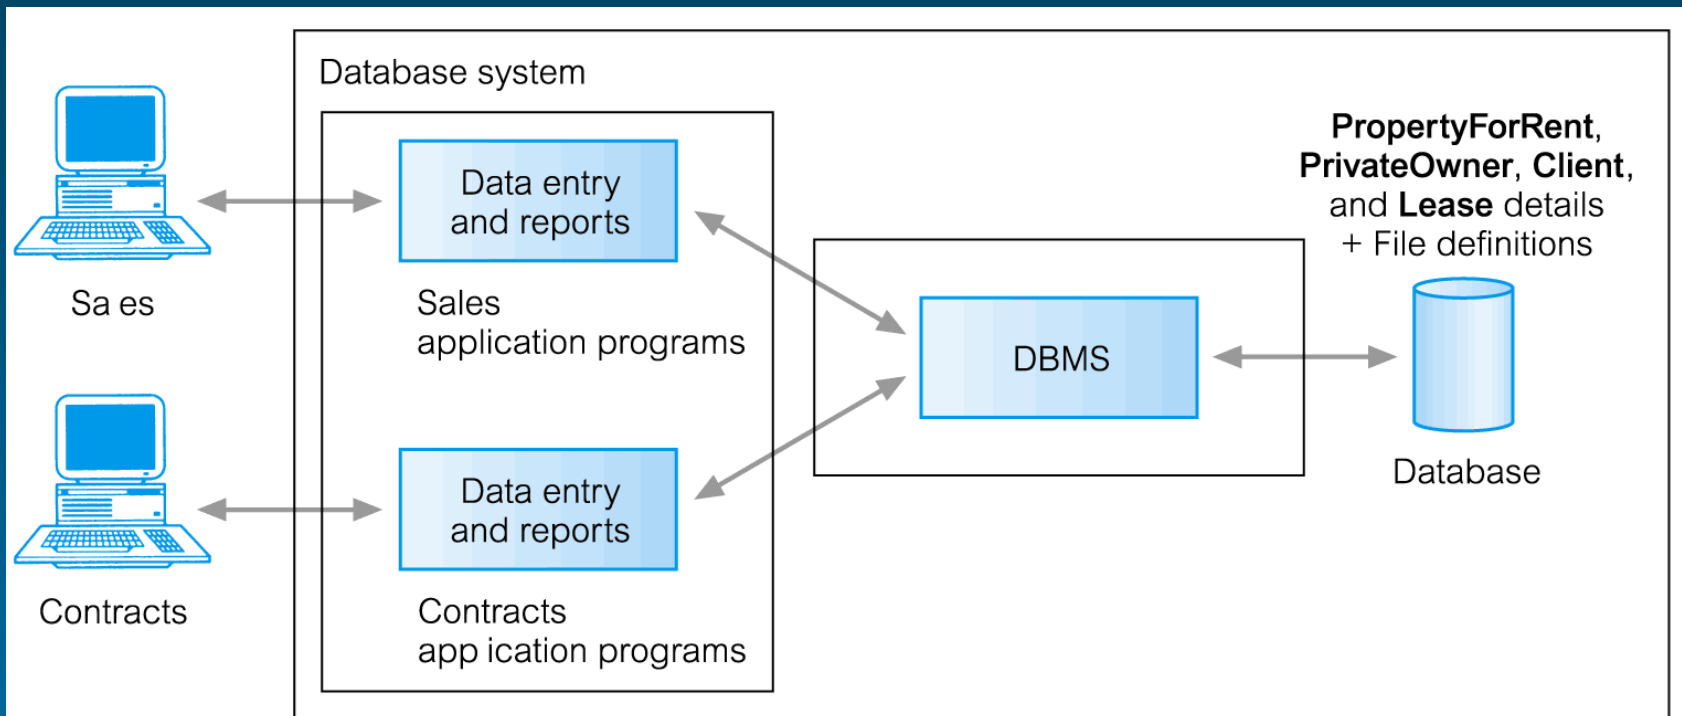 Database system
PropertyForRent,
PrivateOwner, Client,
and Lease details
+ File definitions
Data entry
and reports
Sa es
Sales
application programs
DBMS
Database
Data entry
and reports
Contracts
Contracts
app ication programs